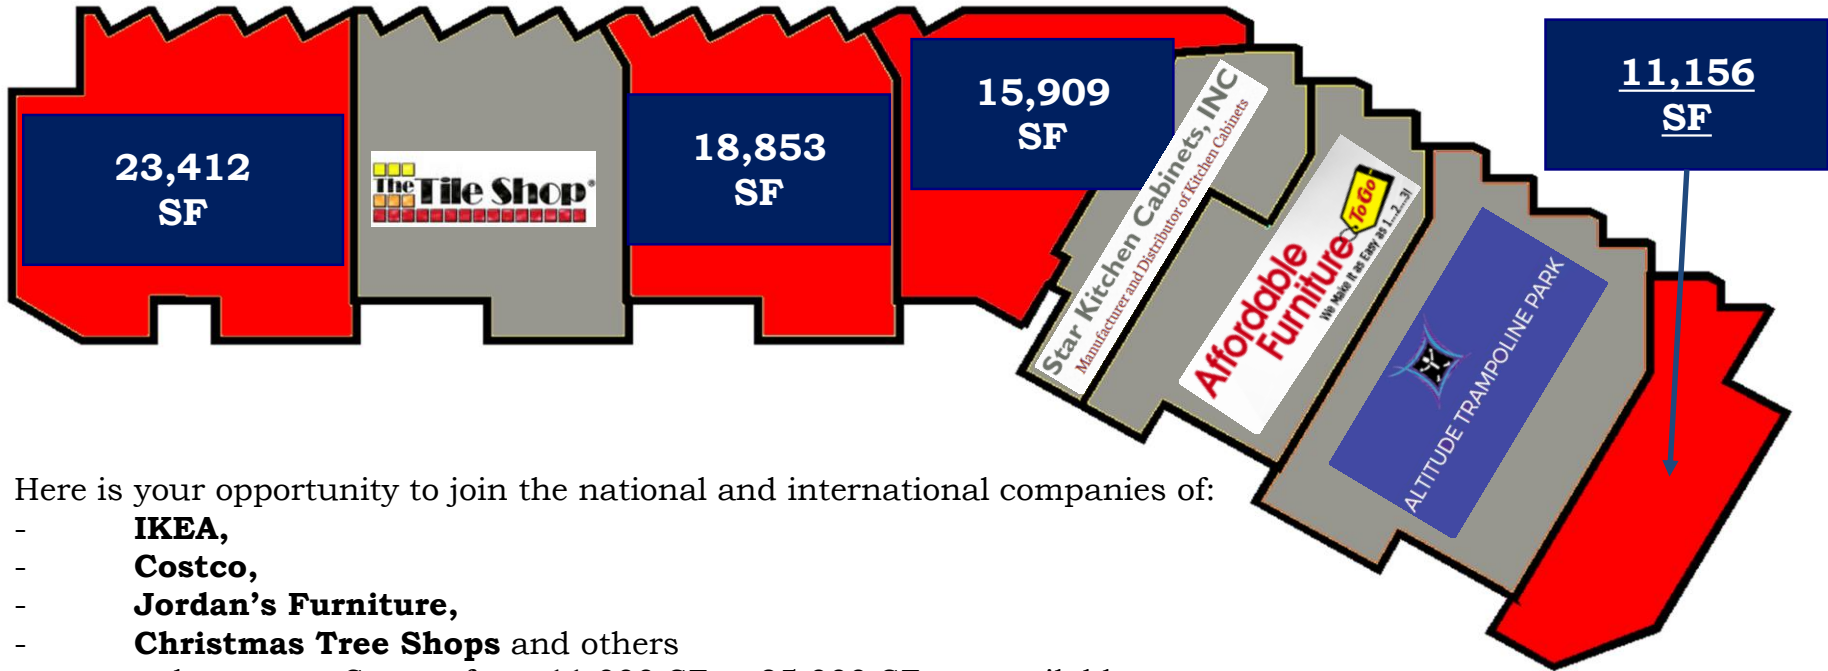 23,412
SF
The Tile Shop®
18,853
SF
15,909
SF
Star Kitchen Cabinets, INC
Manufacturer and Distributor of Kitchen Cabinets
Affordable
Furniture
To Go
We Make It as Easy as 1...2...3!
ALTITUDE TRAMPOLINE PARK
11,156
SF
Here is your opportunity to join the national and international companies of:
- IKEA,
- Costco,
- Jordan's Furniture,
- Christmas Tree Shops and others